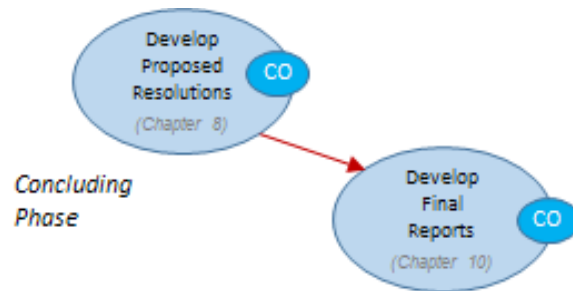 Develop
Proposed
Resolutions
(Chapter 8)
CO
Concluding
Phase
Develop
Final
Reports
(Chapter 10)
CO